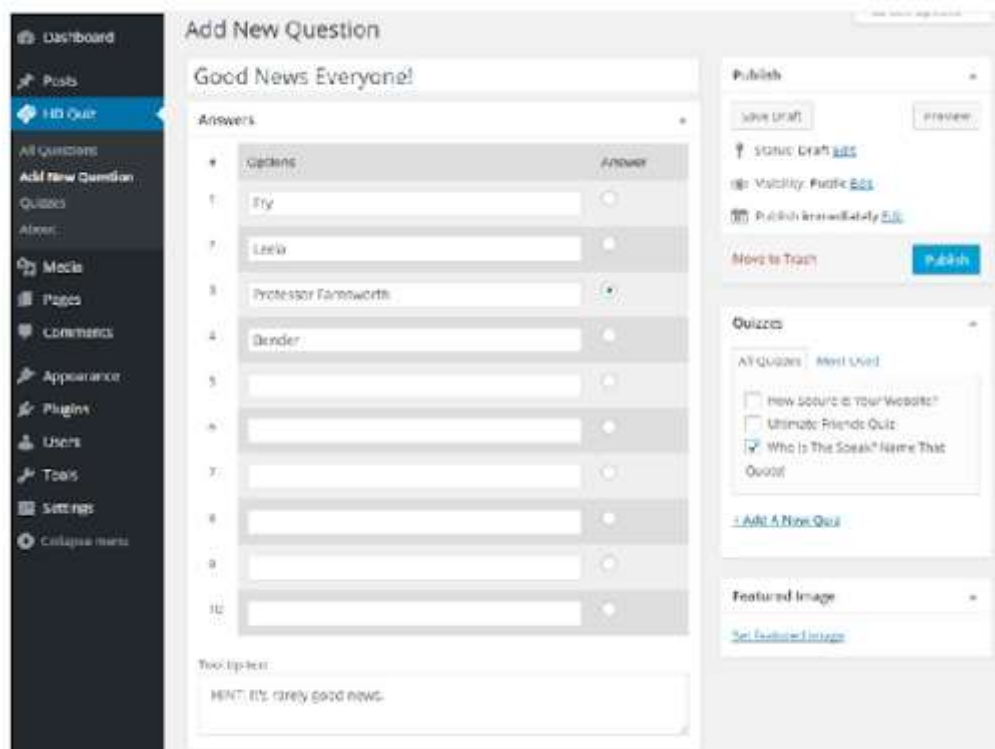 Dashboard
Posts
HD Quiz
All Questions
Add New Question
Quizzes
About
Media
Pages
Comments
Appearance
Plugins
Users
Tools
Settings
Collapse menu
Add New Question
Good News Everyone!
Answers
# Options Answer
1 Fry
2 Leela
3 Professor Farnsworth
4 Bender
5
6
7
8
9
10
Tool tip text
HINT: It's rarely good news.
Publish
Save Draft Preview
Status: Draft Edit
Visibility: Public Edit
Publish immediately Edit
Move to Trash Publish
Quizzes
All Quizzes Most Used
How Secure Is Your Website?
Ultimate Friends Quiz
Who Is The Speak? Name That
Quote!
+ Add A New Quiz
Featured Image
Set featured image